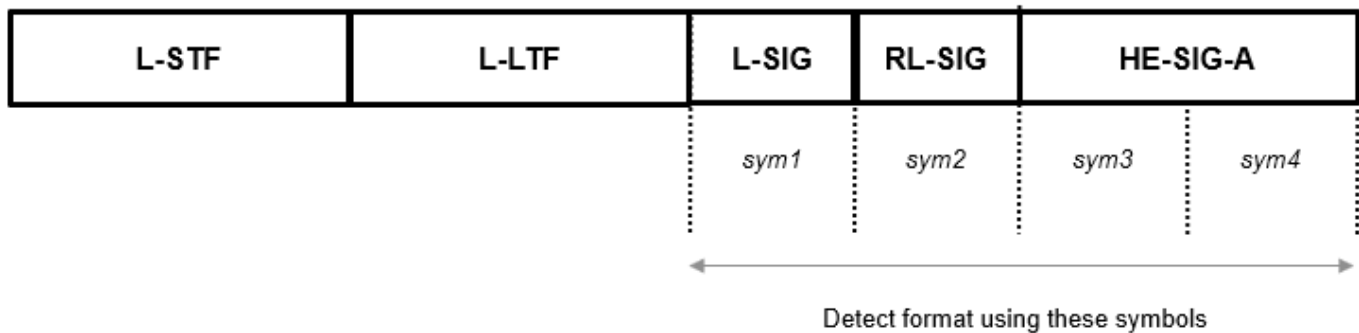 L-STF L-LTF L-SIG RL-SIG HE-SIG-A
sym1 sym2 sym3 sym4
Detect format using these symbols